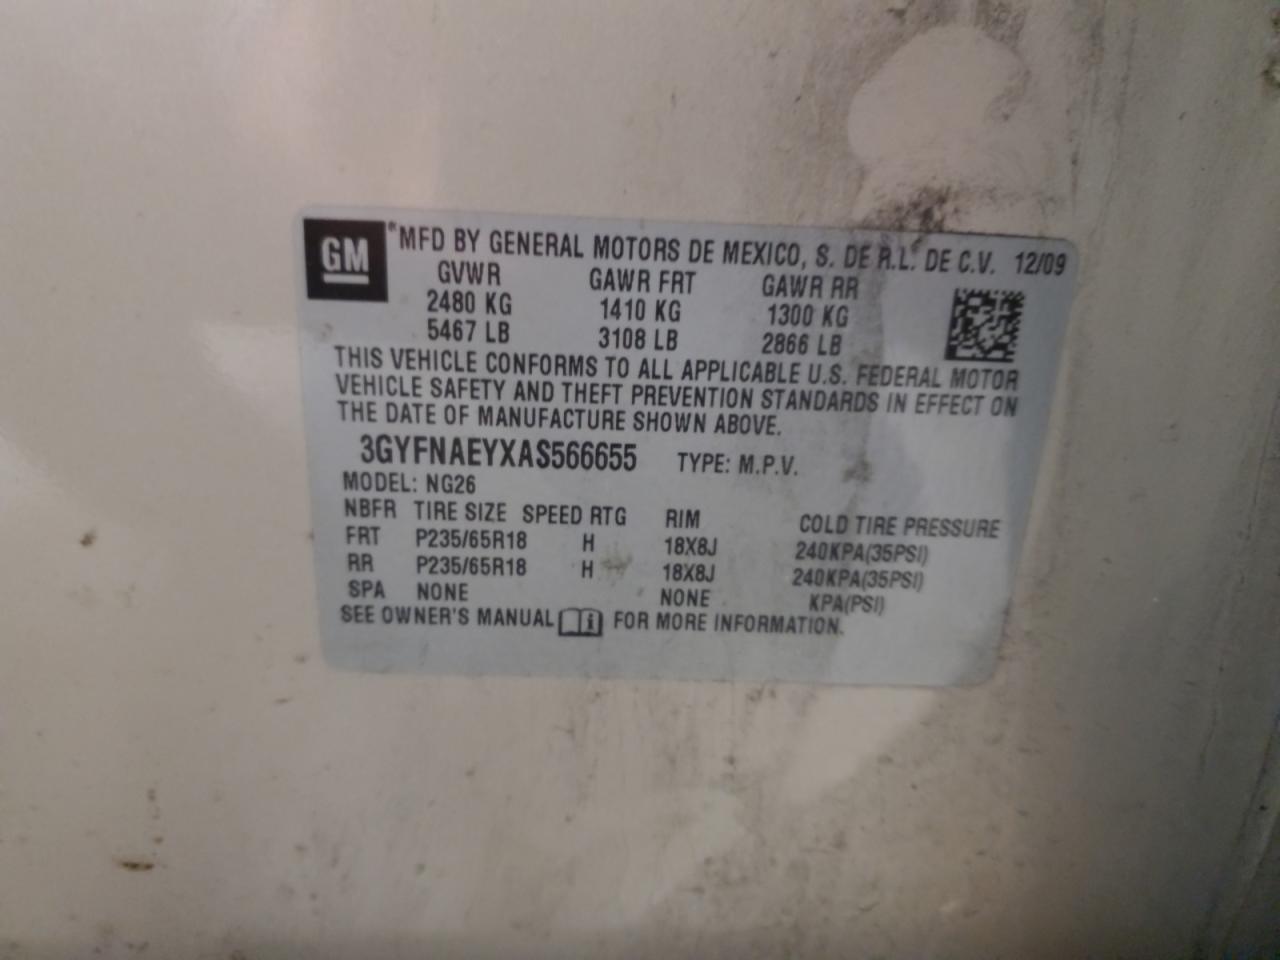 GM
*MFD BY GENERAL MOTORS DE MEXICO, S. DE R.L. DE C.V. 12/09
GVWR GAWR FRT GAWR RR
2480 KG 1410 KG 1300 KG
5467 LB 3108 LB 2866 LB
THIS VEHICLE CONFORMS TO ALL APPLICABLE U.S. FEDERAL MOTOR
VEHICLE SAFETY AND THEFT PREVENTION STANDARDS IN EFFECT ON
THE DATE OF MANUFACTURE SHOWN ABOVE.
3GYFNAEYXAS566655 TYPE: M.P.V.
MODEL: NG26
NBFR TIRE SIZE SPEED RTG RIM COLD TIRE PRESSURE
FRT P235/65R18 H 18X8J 240KPA(35PSI)
RR P235/65R18 H 18X8J 240KPA(35PSI)
SPA NONE NONE KPA(PSI)
SEE OWNER'S MANUAL FOR MORE INFORMATION.